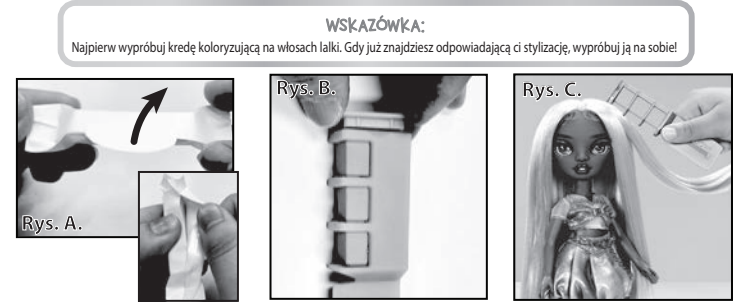 WSKAZÓWKA:
Najpierw wypróbuj kredę koloryzującą na włosach lalki. Gdy już znajdziesz odpowiadającą ci stylizację, wypróbuj ją na sobie!
Rys. A.
Rys. B.
Rys. C.